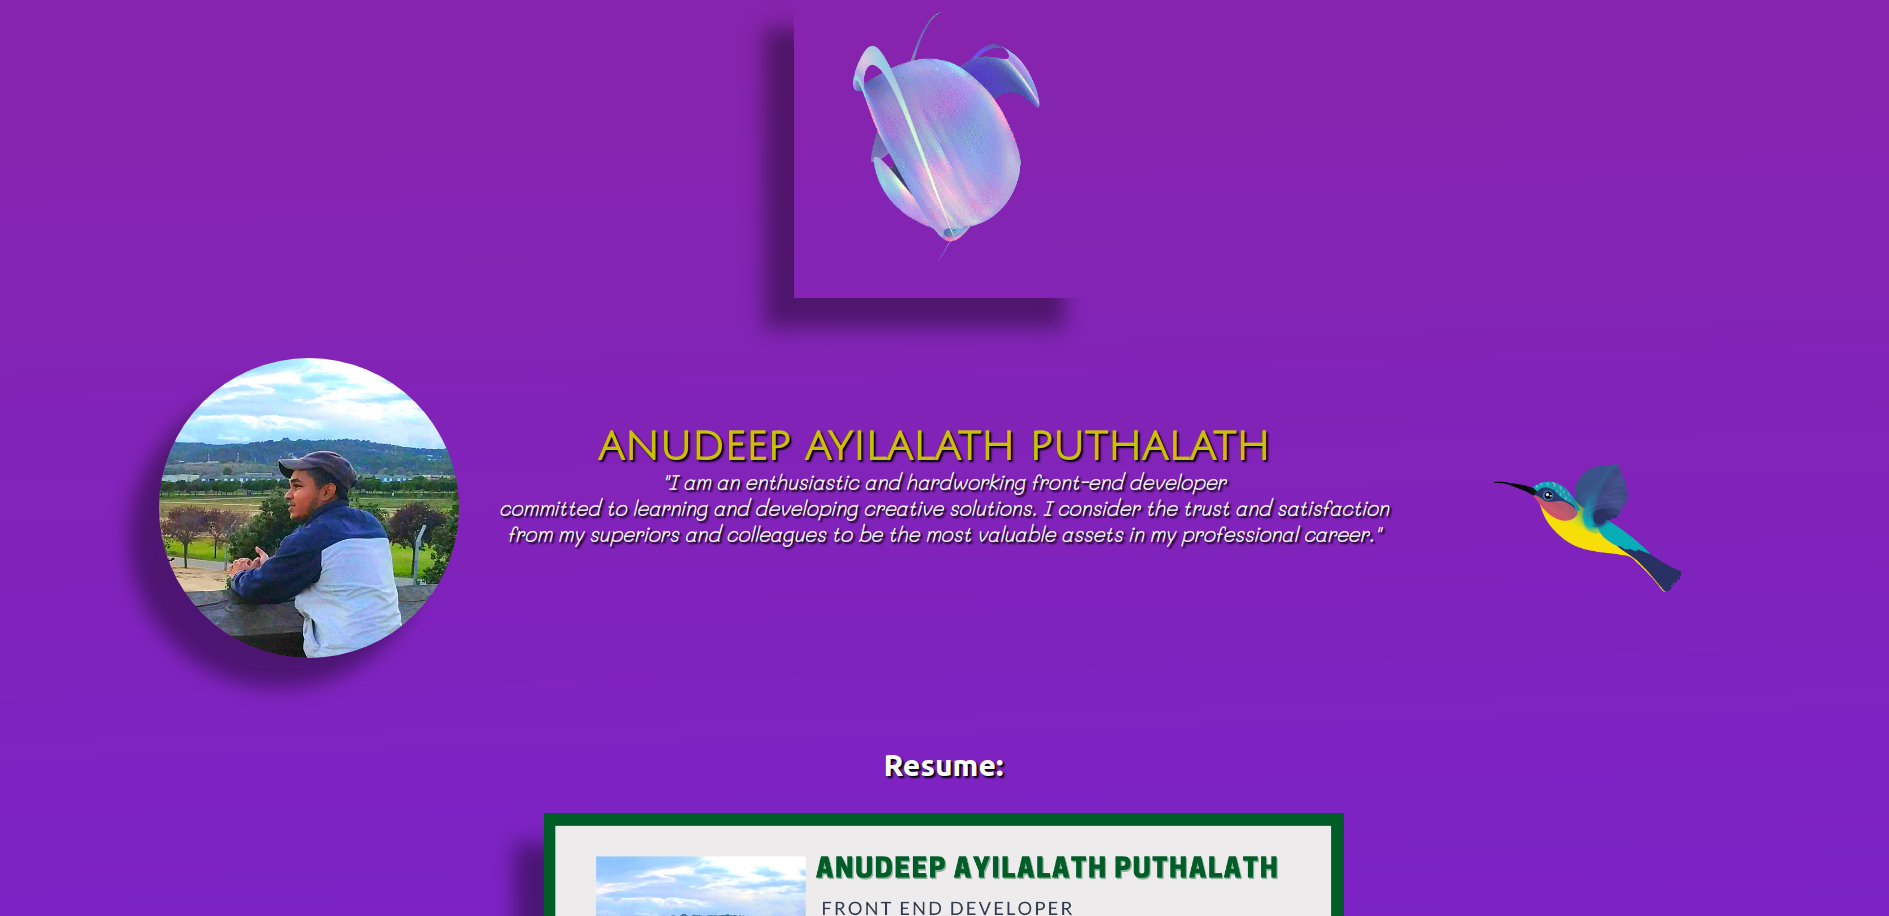 ANUDEEP AYILALATH PUTHALATH
"I am an enthusiastic and hardworking front-end developer
committed to learning and developing creative solutions. I consider the trust and satisfaction
from my superiors and colleagues to be the most valuable assets in my professional career."
Resume:
ANUDEEP AYILALATH PUTHALATH
FRONT END DEVELOPER